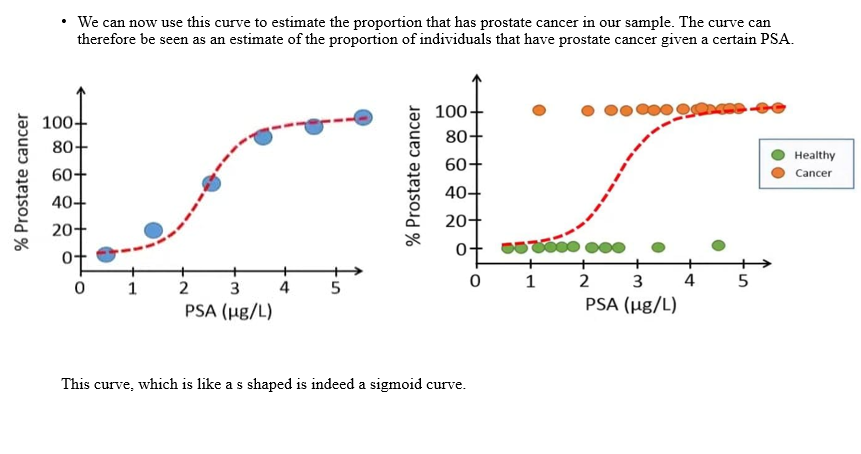 • We can now use this curve to estimate the proportion that has prostate cancer in our sample. The curve can
therefore be seen as an estimate of the proportion of individuals that have prostate cancer given a certain PSA.
% Prostate cancer
100
80
60
40
20
0
0 1 2 3 4 5
PSA (µg/L)
% Prostate cancer
100
80
60
40
20
0
0 1 2 3 4 5
PSA (µg/L)
Healthy
Cancer
This curve, which is like a s shaped is indeed a sigmoid curve.